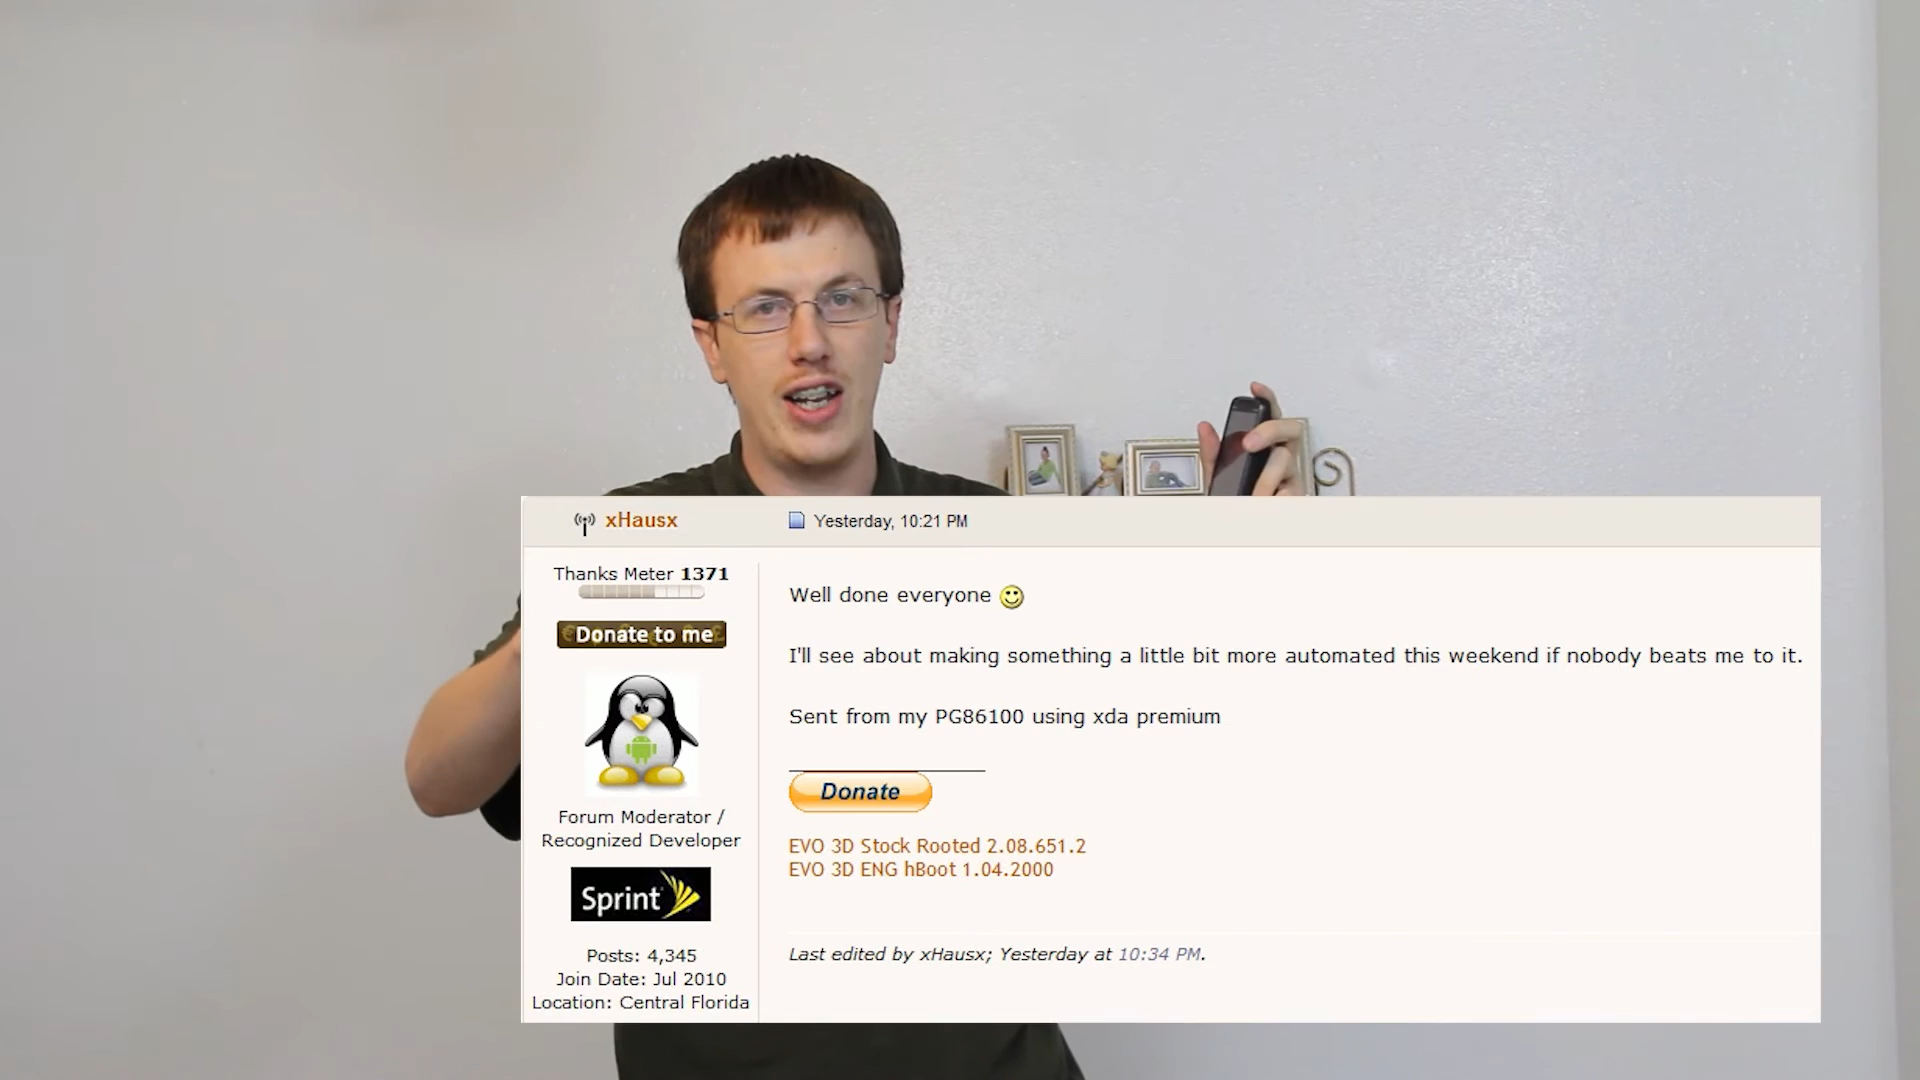 xHausx
Yesterday, 10:21 PM
Thanks Meter 1371
Donate to me
Forum Moderator /
Recognized Developer
Sprint
Posts: 4,345
Join Date: Jul 2010
Location: Central Florida
Well done everyone
I'll see about making something a little bit more automated this weekend if nobody beats me to it.
Sent from my PG86100 using xda premium
Donate
EVO 3D Stock Rooted 2.08.651.2
EVO 3D ENG hBoot 1.04.2000
Last edited by xHausx; Yesterday at 10:34 PM.